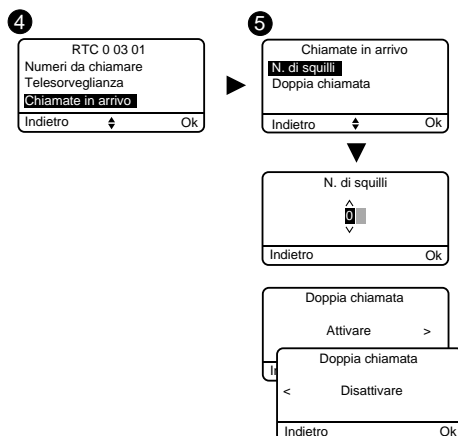 4
RTC 0 03 01
Numeri da chiamare
Telesorveglianza
Chiamate in arrivo
Indietro Ok
5
Chiamate in arrivo
N. di squilli
Doppia chiamata
Indietro Ok
N. di squilli
0
Indietro Ok
Doppia chiamata
Attivare >
Doppia chiamata
< Disattivare
Indietro Ok